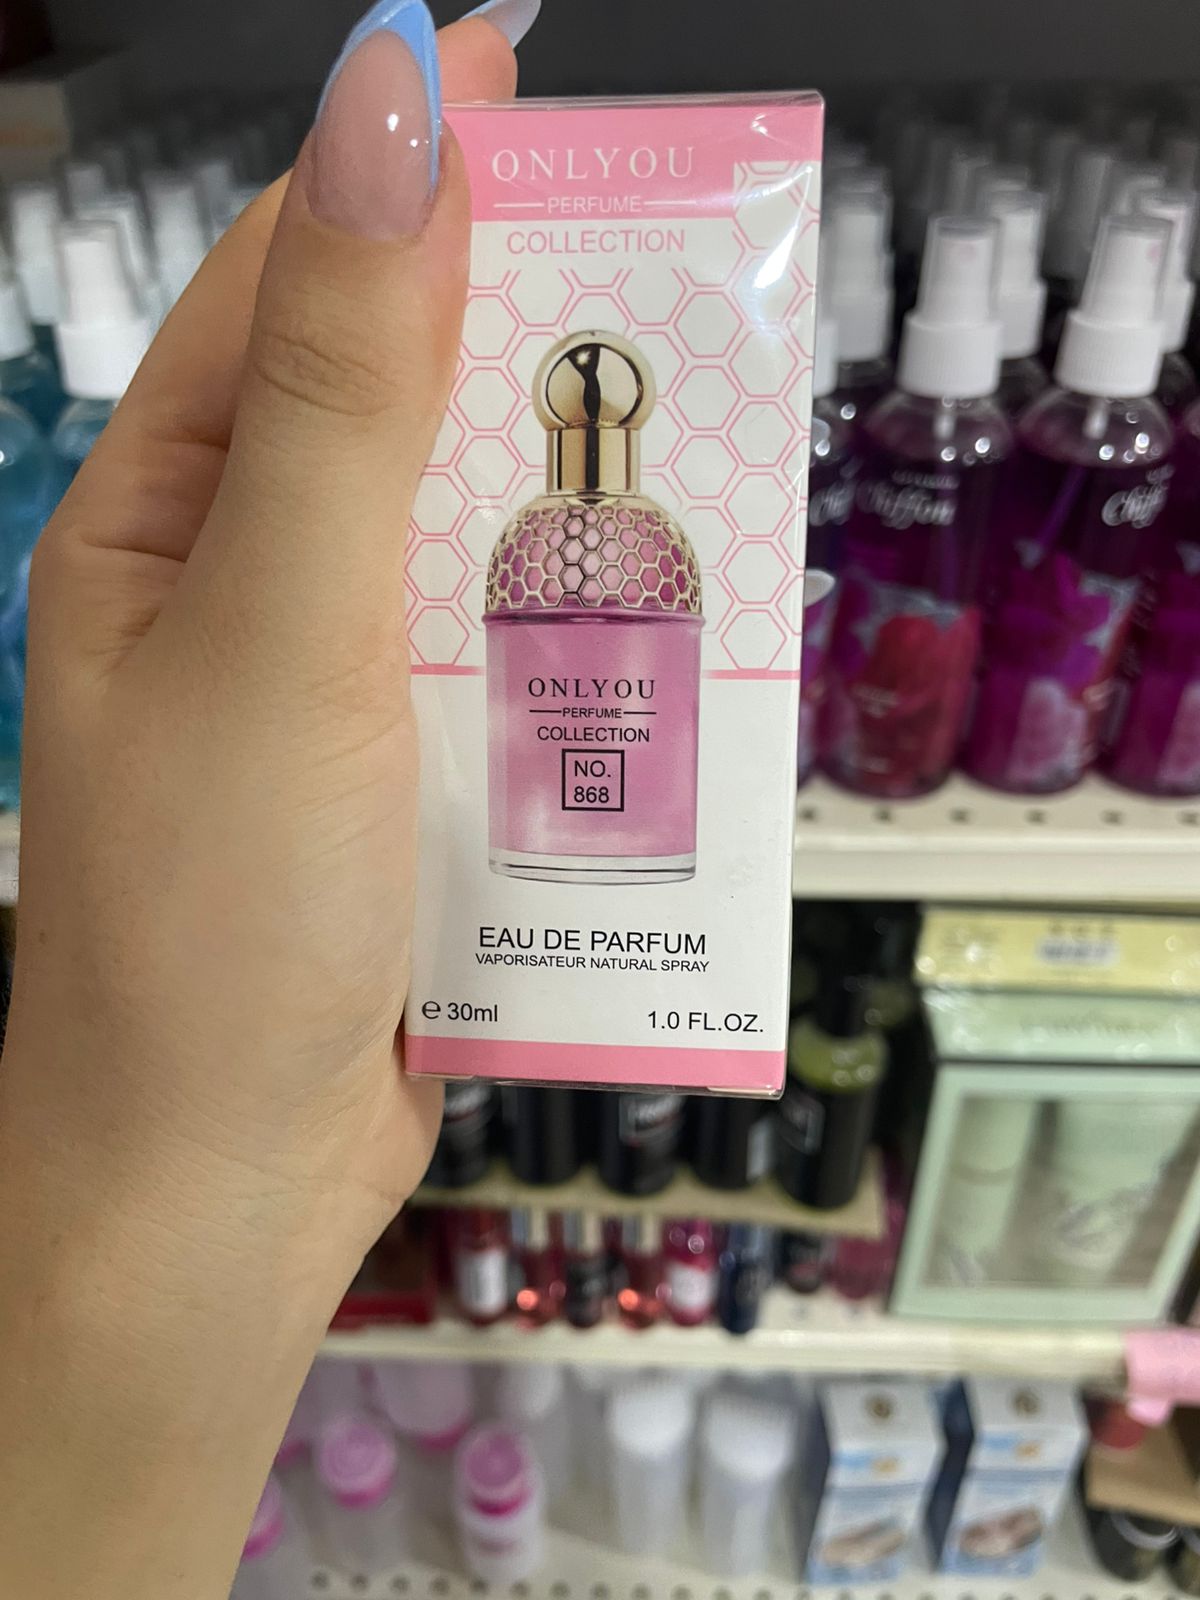 ONLYOU
PERFUME
COLLECTION
ONLYOU
PERFUME
COLLECTION
NO.
868
EAU DE PARFUM
VAPORISATEUR NATURAL SPRAY
℮ 30ml
1.0 FL.OZ.
Chiffon